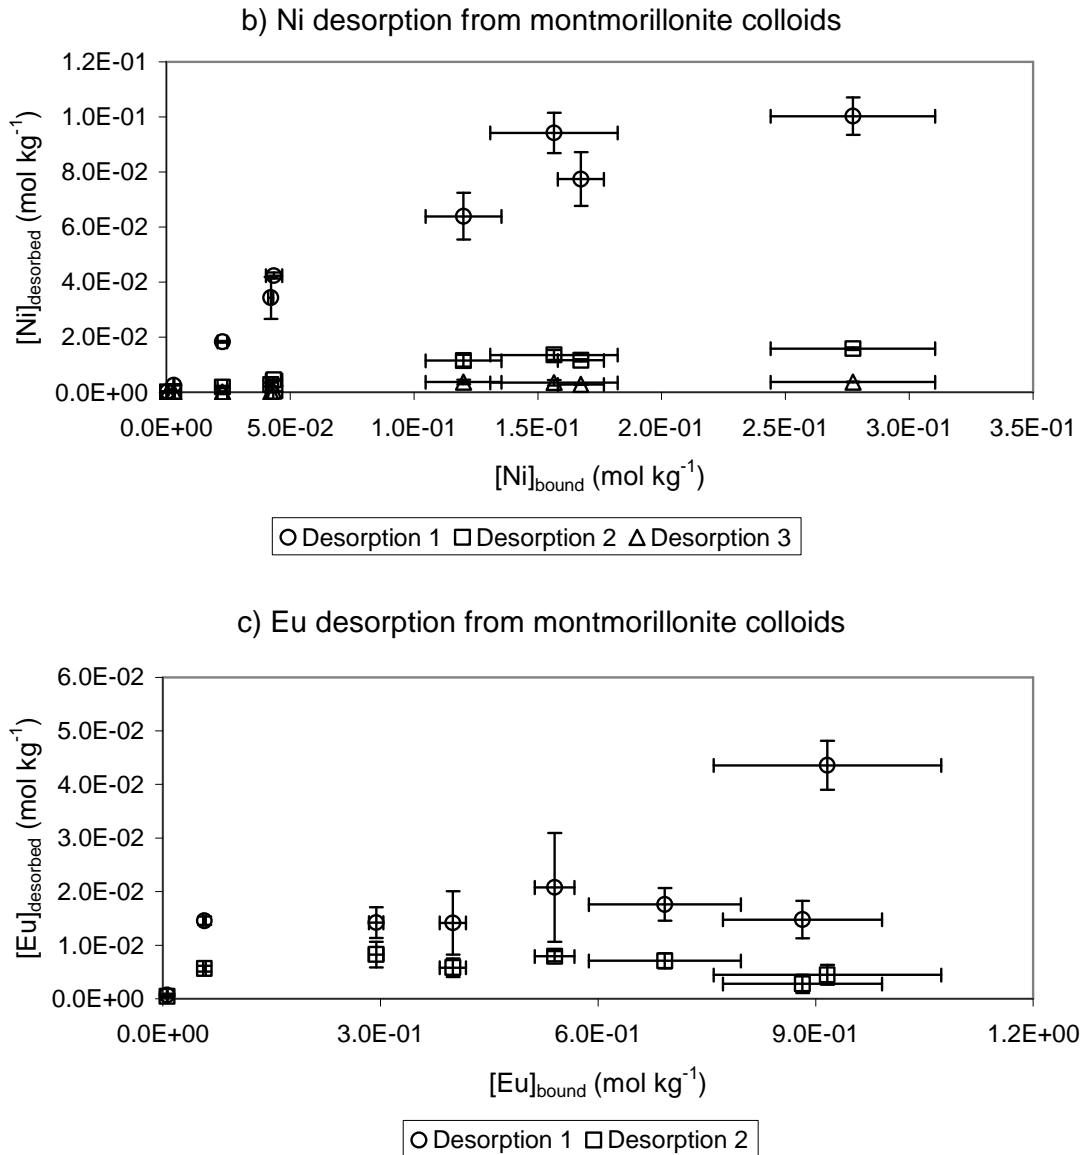 b) Ni desorption from montmorillonite colloids
1.2E-01
1.0E-01
8.0E-02
6.0E-02
4.0E-02
2.0E-02
0.0E+00
[Ni]desorbed (mol kg-1)
0.0E+00 5.0E-02 1.0E-01 1.5E-01 2.0E-01 2.5E-01 3.0E-01 3.5E-01
[Ni]bound (mol kg-1)
Desorption 1 Desorption 2 Desorption 3
c) Eu desorption from montmorillonite colloids
6.0E-02
5.0E-02
4.0E-02
3.0E-02
2.0E-02
1.0E-02
0.0E+00
[Eu]desorbed (mol kg-1)
0.0E+00 3.0E-01 6.0E-01 9.0E-01 1.2E+00
[Eu]bound (mol kg-1)
Desorption 1 Desorption 2